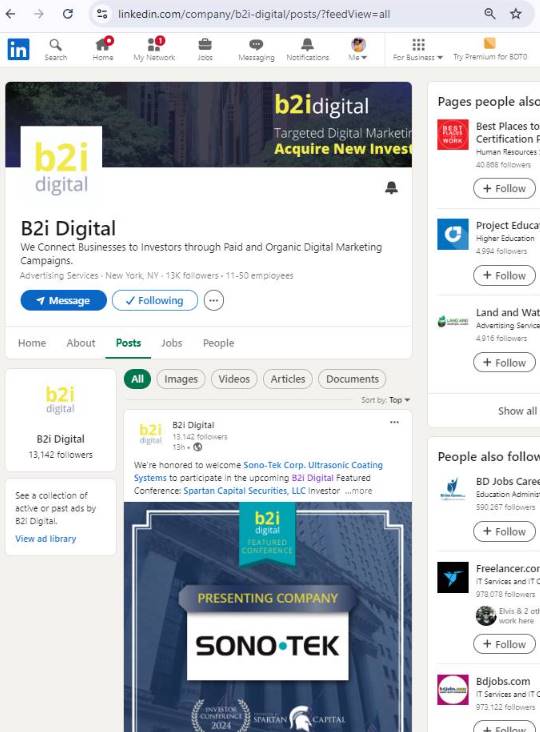 linkedin.com/company/b2i-digital/posts/?feedView=all
in
Search
Home
1
My Network
Jobs
Messaging
Notifications
Me
For Business
Try Premium for BDT0
b2idigital
Targeted Digital Marketin
Acquire New Invest
b2i
digital
B2i Digital
We Connect Businesses to Investors through Paid and Organic Digital Marketing
Campaigns.
Advertising Services · New York, NY · 13K followers · 11-50 employees
Message
Following
Home
About
Posts
Jobs
People
b2i
digital
B2i Digital
13,142 followers
See a collection of
active or past ads by
B2I Digital.
View ad library
All
Images
Videos
Articles
Documents
Sort by: Top
b2i
digital
B2i Digital
13,142 followers
13h •
We're honored to welcome Sono-Tek Corp. Ultrasonic Coating
Systems to participate in the upcoming B2i Digital Featured
Conference: Spartan Capital Securities, LLC Investor ...more
b2i
digital
FEATURED
CONFERENCE
PRESENTING COMPANY
SONO•TEK
INVESTOR
CONFERENCE
2024
SPARTAN CAPITAL
Pages people also
BEST
PLACES
TO
WORK
Best Places to
Certification P
Human Resources S
40,868 followers
+ Follow
Project Educat
Higher Education
4,994 followers
+ Follow
LAND AND
Land and Wat
Advertising Service
4,916 followers
+ Follow
Show all
People also follow
BD Jobs Caree
Education Adminis
590,267 followers
+ Follow
Freelancer.com
IT Services and IT C
978,078 followers
Elvis & 2 oth
work here
+ Follow
bdjobs.com
Bdjobs.com
IT Services and IT C
973,122 followers
+ Follow